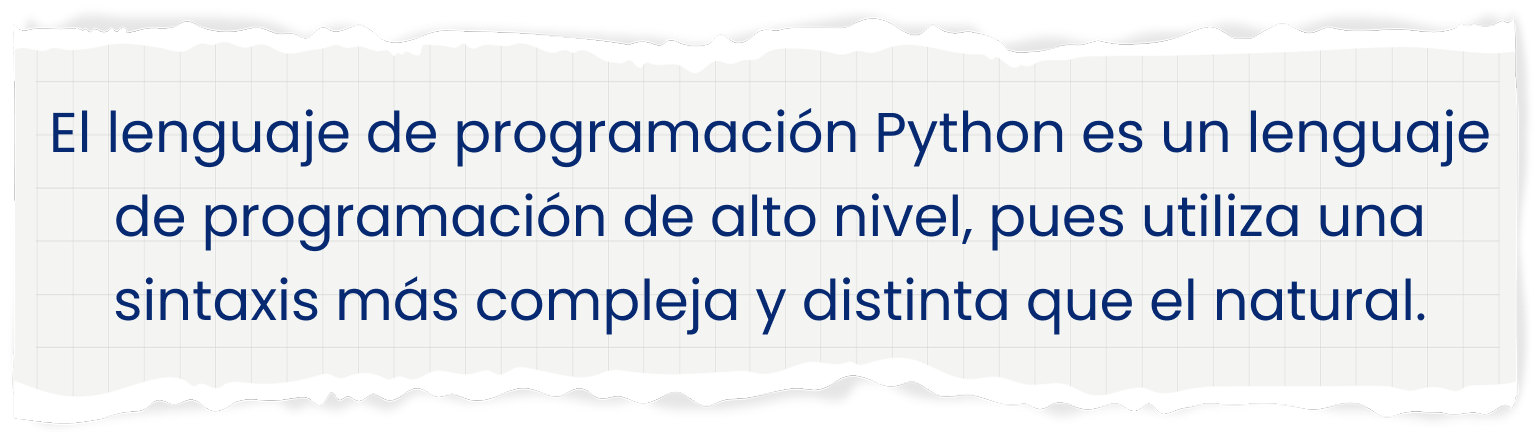 El lenguaje de programación Python es un lenguaje
de programación de alto nivel, pues utiliza una
sintaxis más compleja y distinta que el natural.